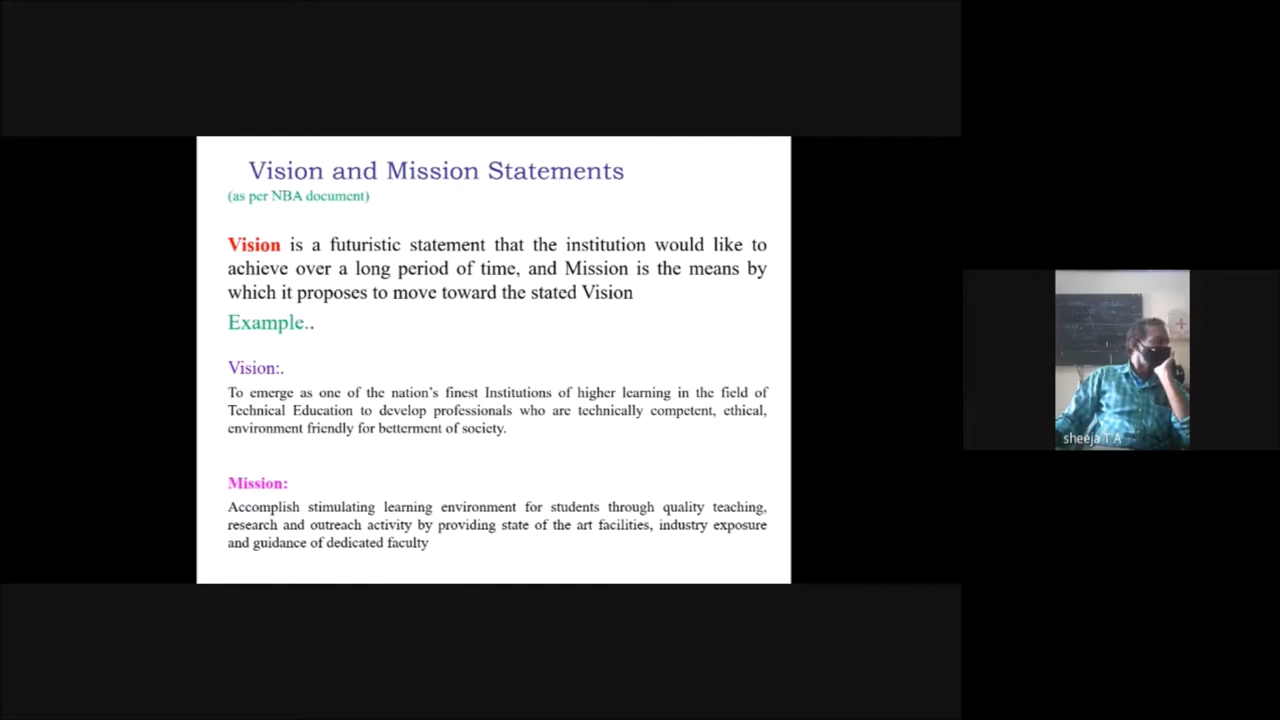 Vision and Mission Statements
(as per NBA document)
Vision is a futuristic statement that the institution would like to
achieve over a long period of time, and Mission is the means by
which it proposes to move toward the stated Vision
Example..
Vision:.
To emerge as one of the nation's finest Institutions of higher learning in the field of
Technical Education to develop professionals who are technically competent, ethical,
environment friendly for betterment of society.
Mission:
Accomplish stimulating learning environment for students through quality teaching,
research and outreach activity by providing state of the art facilities, industry exposure
and guidance of dedicated faculty
sheeja T A